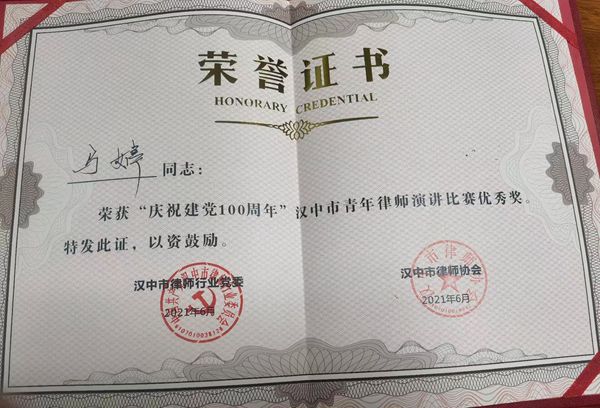 荣誉证书
HONORARY CREDENTIAL
马婷 同志：
荣获“庆祝建党100周年”汉中市青年律师演讲比赛优秀奖。
特发此证，以资鼓励。
汉中市律师行业党委
2021年6月
汉中市律师协会
2021年6月